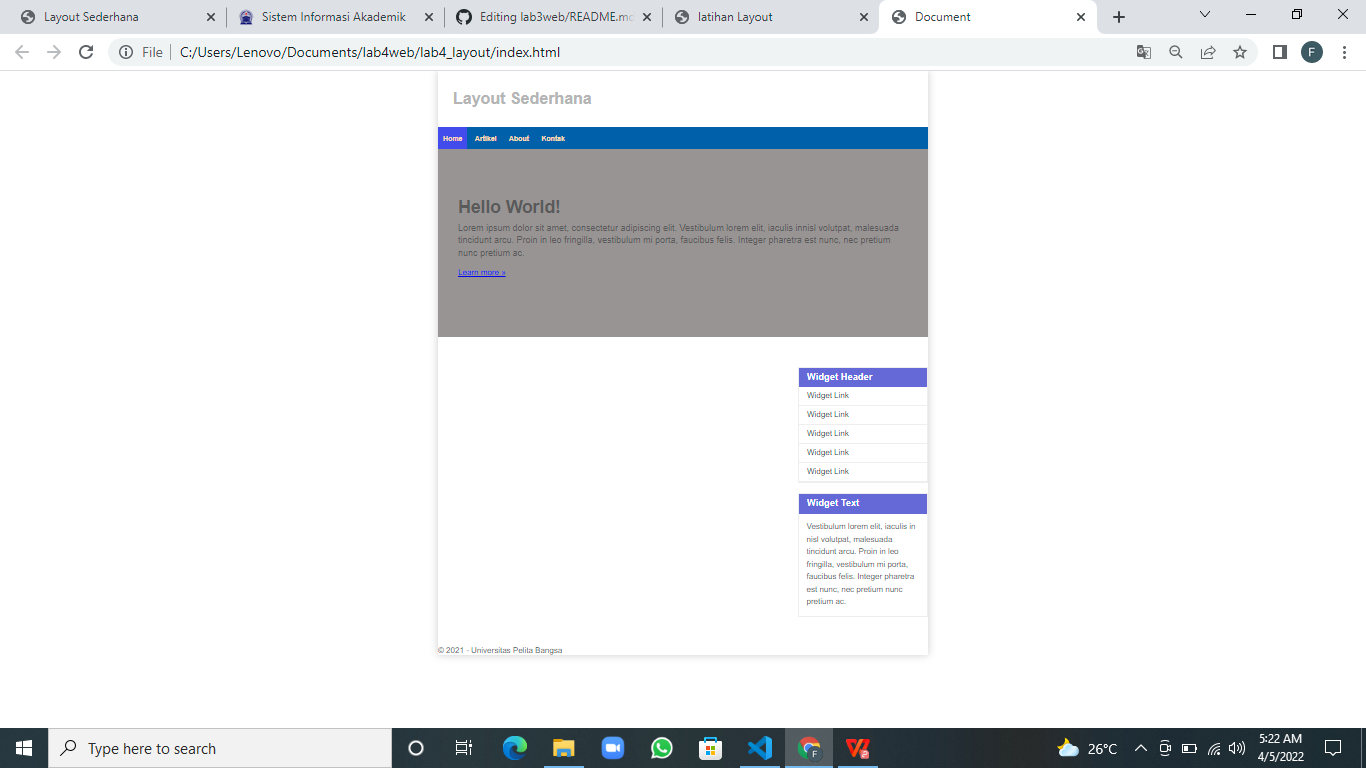 Layout Sederhana
Sistem Informasi Akademik
Editing lab3web/README.md
latihan Layout
Document
File
C:/Users/Lenovo/Documents/lab4web/lab4_layout/index.html
F
Layout Sederhana
Home Artikel About Kontak
Hello World!
Lorem ipsum dolor sit amet, consectetur adipiscing elit. Vestibulum lorem elit, iaculis innisl volutpat, malesuada
tincidunt arcu. Proin in leo fringilla, vestibulum mi porta, faucibus felis. Integer pharetra est nunc, nec pretium
nunc pretium ac.
Learn more »
Widget Header
Widget Link
Widget Link
Widget Link
Widget Link
Widget Link
Widget Text
Vestibulum lorem elit, iaculis in
nisl volutpat, malesuada
tincidunt arcu. Proin in leo
fringilla, vestibulum mi porta,
faucibus felis. Integer pharetra
est nunc, nec pretium nunc
pretium ac.
© 2021 - Universitas Pelita Bangsa
Type here to search
26°C
5:22 AM
4/5/2022